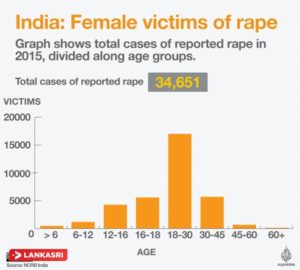 India: Female victims of rape
Graph shows total cases of reported rape in
2015, divided along age groups.
Total cases of reported rape 34,651
VICTIMS
20000
15000
10000
5000
0
> 6 6-12 12-16 16-18 18-30 30-45 45-60 60+
AGE
LANKASRI
Source: NCRB India
ALJAZEERA